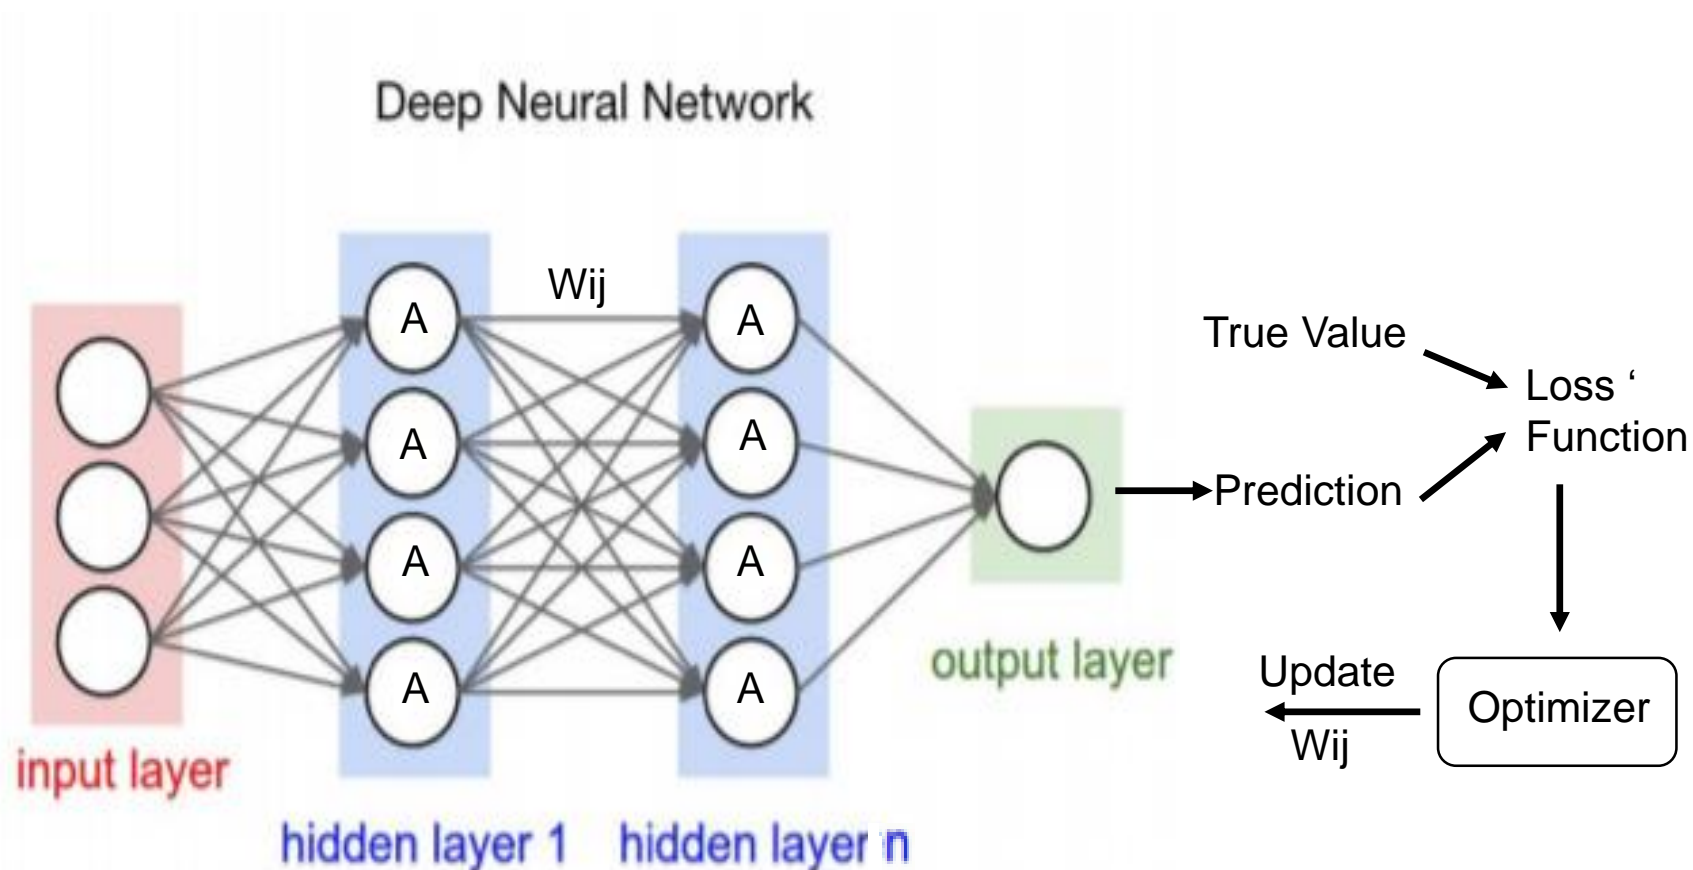 Deep Neural Network
Wij
A
A
A
A
A
A
A
A
input layer
hidden layer 1
hidden layer n
output layer
True Value
Prediction
Loss ‘
Function
Optimizer
Update
Wij